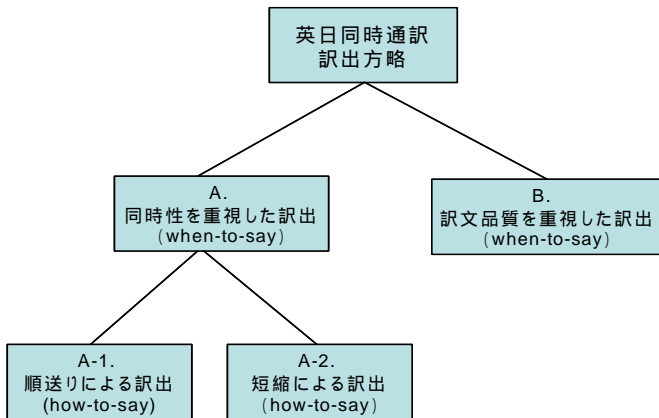 英日同時通訳
訳出方略
A.
同時性を重視した訳出
(when-to-say)
B.
訳文品質を重視した訳出
(when-to-say)
A-1.
順送りによる訳出
(how-to-say)
A-2.
短縮による訳出
(how-to-say)